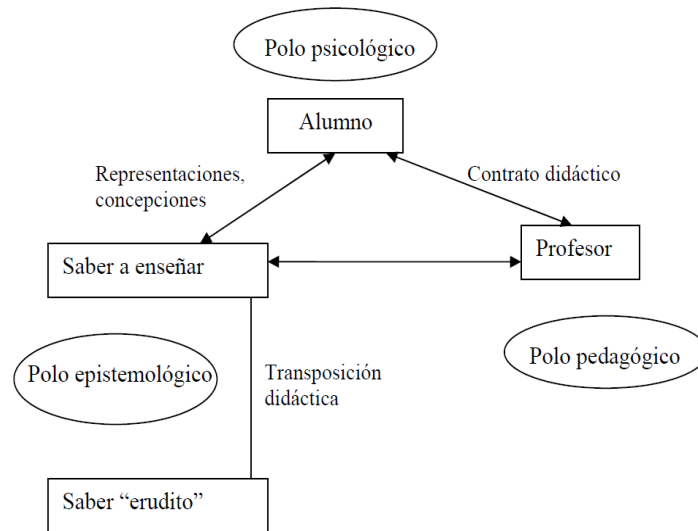 Polo psicológico
Alumno
Representaciones,
concepciones
Contrato didáctico
Saber a enseñar
Profesor
Polo epistemológico
Transposición
didáctica
Polo pedagógico
Saber “erudito”